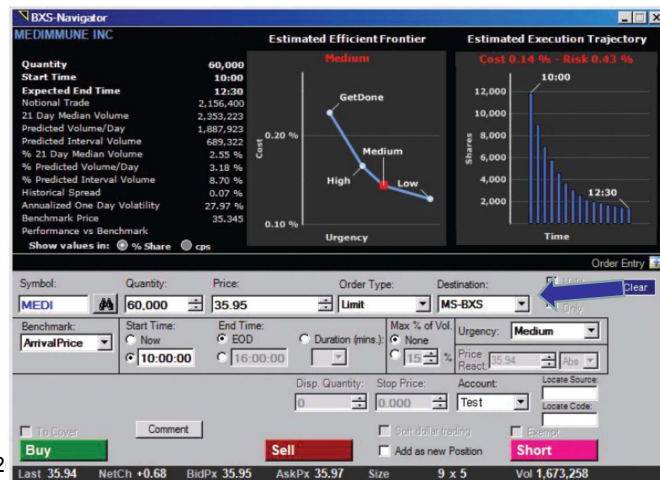 BXS-Navigator
MEDIMMUNE INC
Quantity 60,000
Start Time 10:00
Expected End Time 12:30
Notional Trade 2,156,400
21 Day Median Volume 2,353,223
Predicted Volume/Day 1,887,923
Predicted Interval Volume 689,322
% 21 Day Median Volume 2.55 %
% Predicted Volume/Day 3.18 %
% Predicted Interval Volume 8.70 %
Historical Spread 0.07 %
Annualized One Day Volatility 27.97 %
Benchmark Price 35.345
Performance vs Benchmark
Show values in: % Share cps
Estimated Efficient Frontier
Medium
GetDone
0.20 %
Cost
Medium
High
Low
0.10 %
Urgency
Estimated Execution Trajectory
Cost 0.14 % - Risk 0.43 %
10:00
12,000
10,000
8,000
Shares
6,000
4,000
12:30
2,000
Time
Order Entry
Symbol: Quantity: Price: Order Type: Destination:
Clear
MEDI 60,000 35.95 Limit MS-BXS
Only
Benchmark: Start Time: End Time: Max % of Vol.
Now EOD Duration (mins.): None Urgency: Medium
ArrivalPrice
10:00:00 16:00:00 15 % Price React: 35.94 Abs
Disp. Quantity: Stop Price: Account: Locate Source:
0 0.000 Test
Locate Code:
To Cover Comment Soft dollar trading Exempt
Buy Sell Add as new Position Short
Last 35.94 NetCh +0.68 BidPx 35.95 AskPx 35.97 Size 9 x 5 Vol 1,673,258